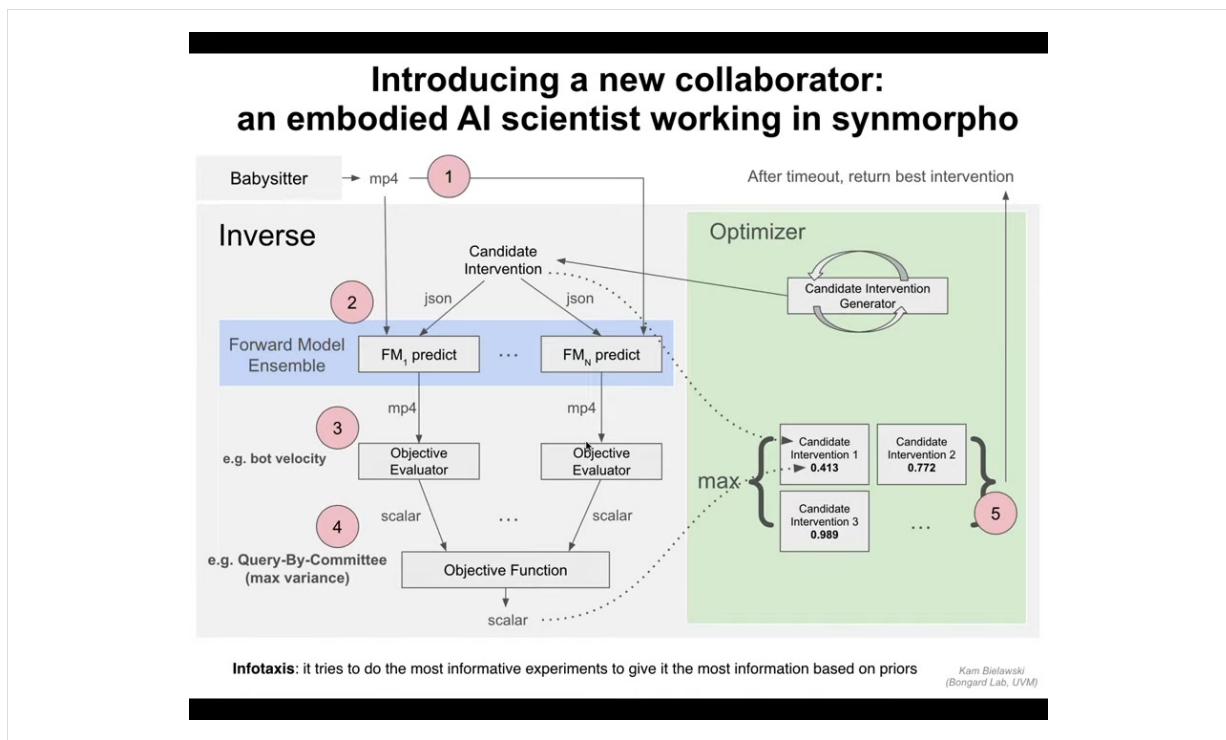 Introducing a new collaborator:
an embodied AI scientist working in synmorpho
Babysitter
mp4
1
After timeout, return best intervention
Inverse
Optimizer
Candidate
Intervention
Candidate Intervention
Generator
2
json
json
Forward Model
Ensemble
FM1 predict
...
FMN predict
mp4
mp4
3
e.g. bot velocity
Objective
Evaluator
Objective
Evaluator
max
Candidate
Intervention 1
0.413
Candidate
Intervention 2
0.772
Candidate
Intervention 3
0.989
...
5
scalar
...
scalar
4
e.g. Query-By-Committee
(max variance)
Objective Function
scalar
Infotaxis: it tries to do the most informative experiments to give it the most information based on priors
Kam Bielawski
(Bongard Lab, UVM)